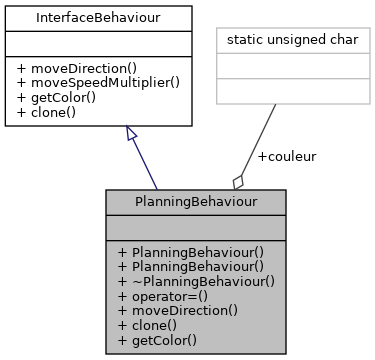 InterfaceBehaviour
+ moveDirection()
+ moveSpeedMultiplier()
+ getColor()
+ clone()
static unsigned char
+couleur
PlanningBehaviour
+ PlanningBehaviour()
+ PlanningBehaviour()
+ ~PlanningBehaviour()
+ operator=()
+ moveDirection()
+ clone()
+ getColor()